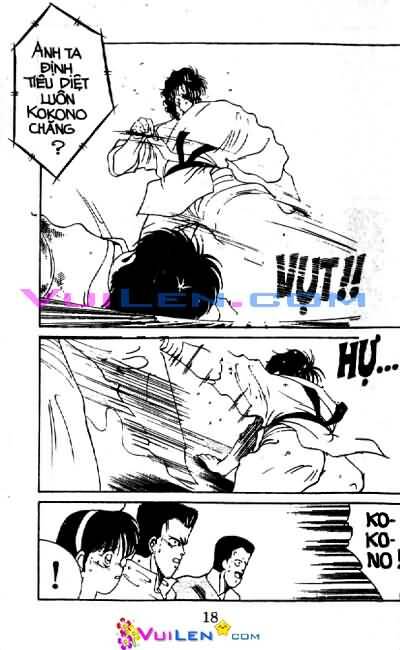 ANH TA
ĐỊNH
TIÊU DIỆT
LUÔN
KOKONO
CHĂNG
?
VỤT!!
VUILEN.COM
HỰ...
KO-
KO-
NO!
!
18
VUILEN
.COM